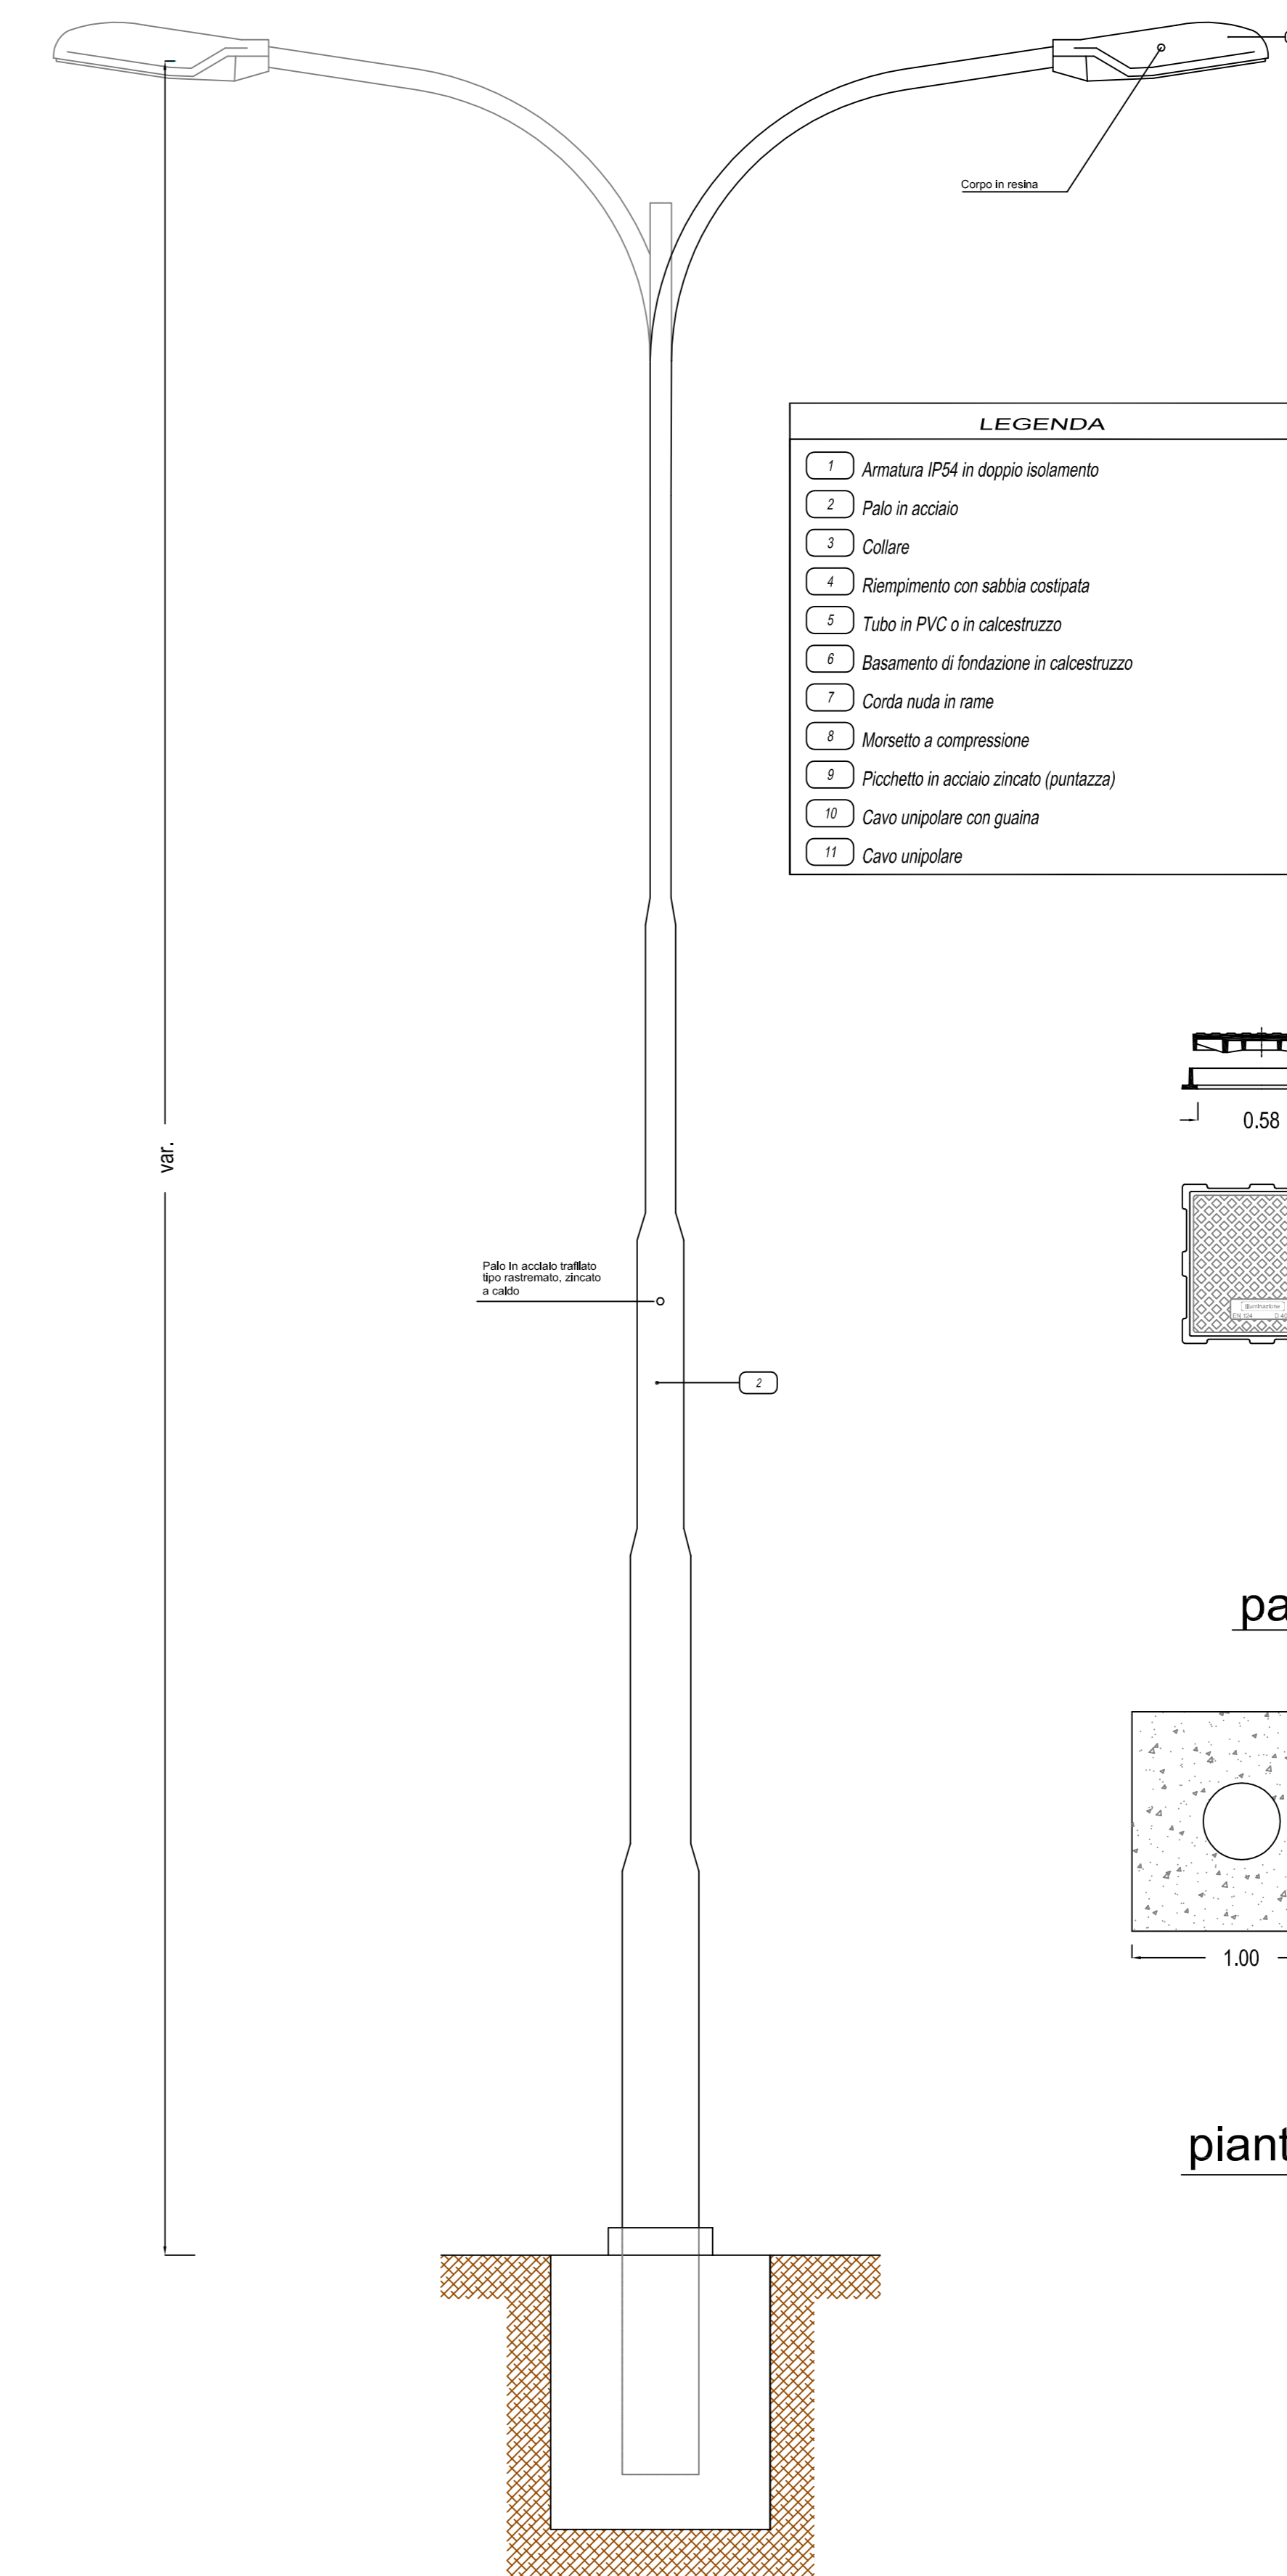 Corpo in resina
LEGENDA
1 Armatura IP54 in doppio isolamento
2 Palo in acciaio
3 Collare
4 Riempimento con sabbia costipata
5 Tubo in PVC o in calcestruzzo
6 Basamento di fondazione in calcestruzzo
7 Corda nuda in rame
8 Morsetto a compressione
9 Picchetto in acciaio zincato (puntazza)
10 Cavo unipolare con guaina
11 Cavo unipolare
0.58
var.
Palo in acciaio trafilato
tipo rastremato, zincato
a caldo
Illuminazione
EN 124
2
pa
1.00
piant